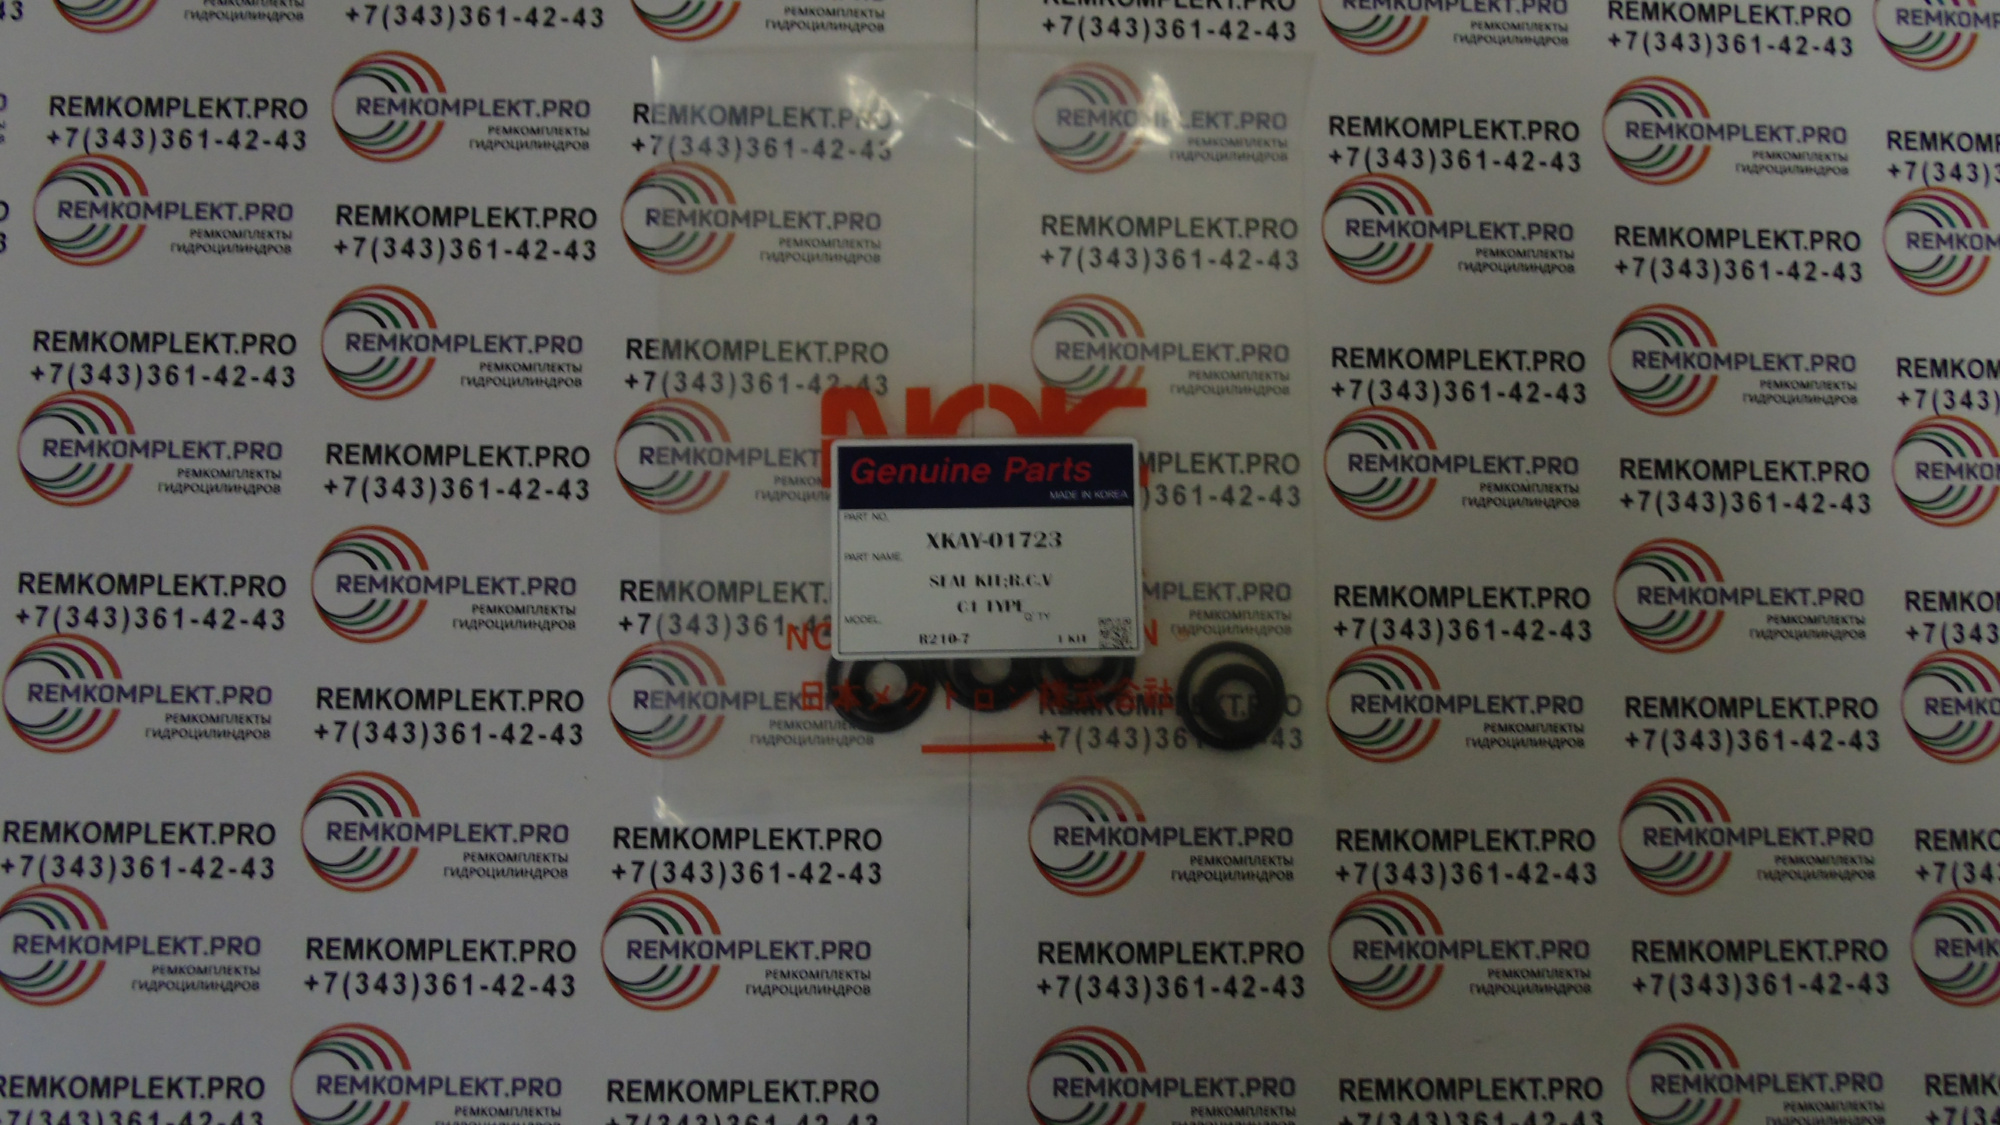 REMKOMPLEKT.PRO
+7(343)361-42-43
REMKOMPLEKT.PRO
РЕМКОМПЛЕКТЫ
ГИДРОЦИЛИНДРОВ
NOK
Genuine Parts
MADE IN KOREA
PART NO.
XKAY-01723
PART NAME.
SEAL KIT;R.C.V
C1 TYPE
MODEL.
Q'TY
R210-7
1 KIT
日本メクトロン株式会社